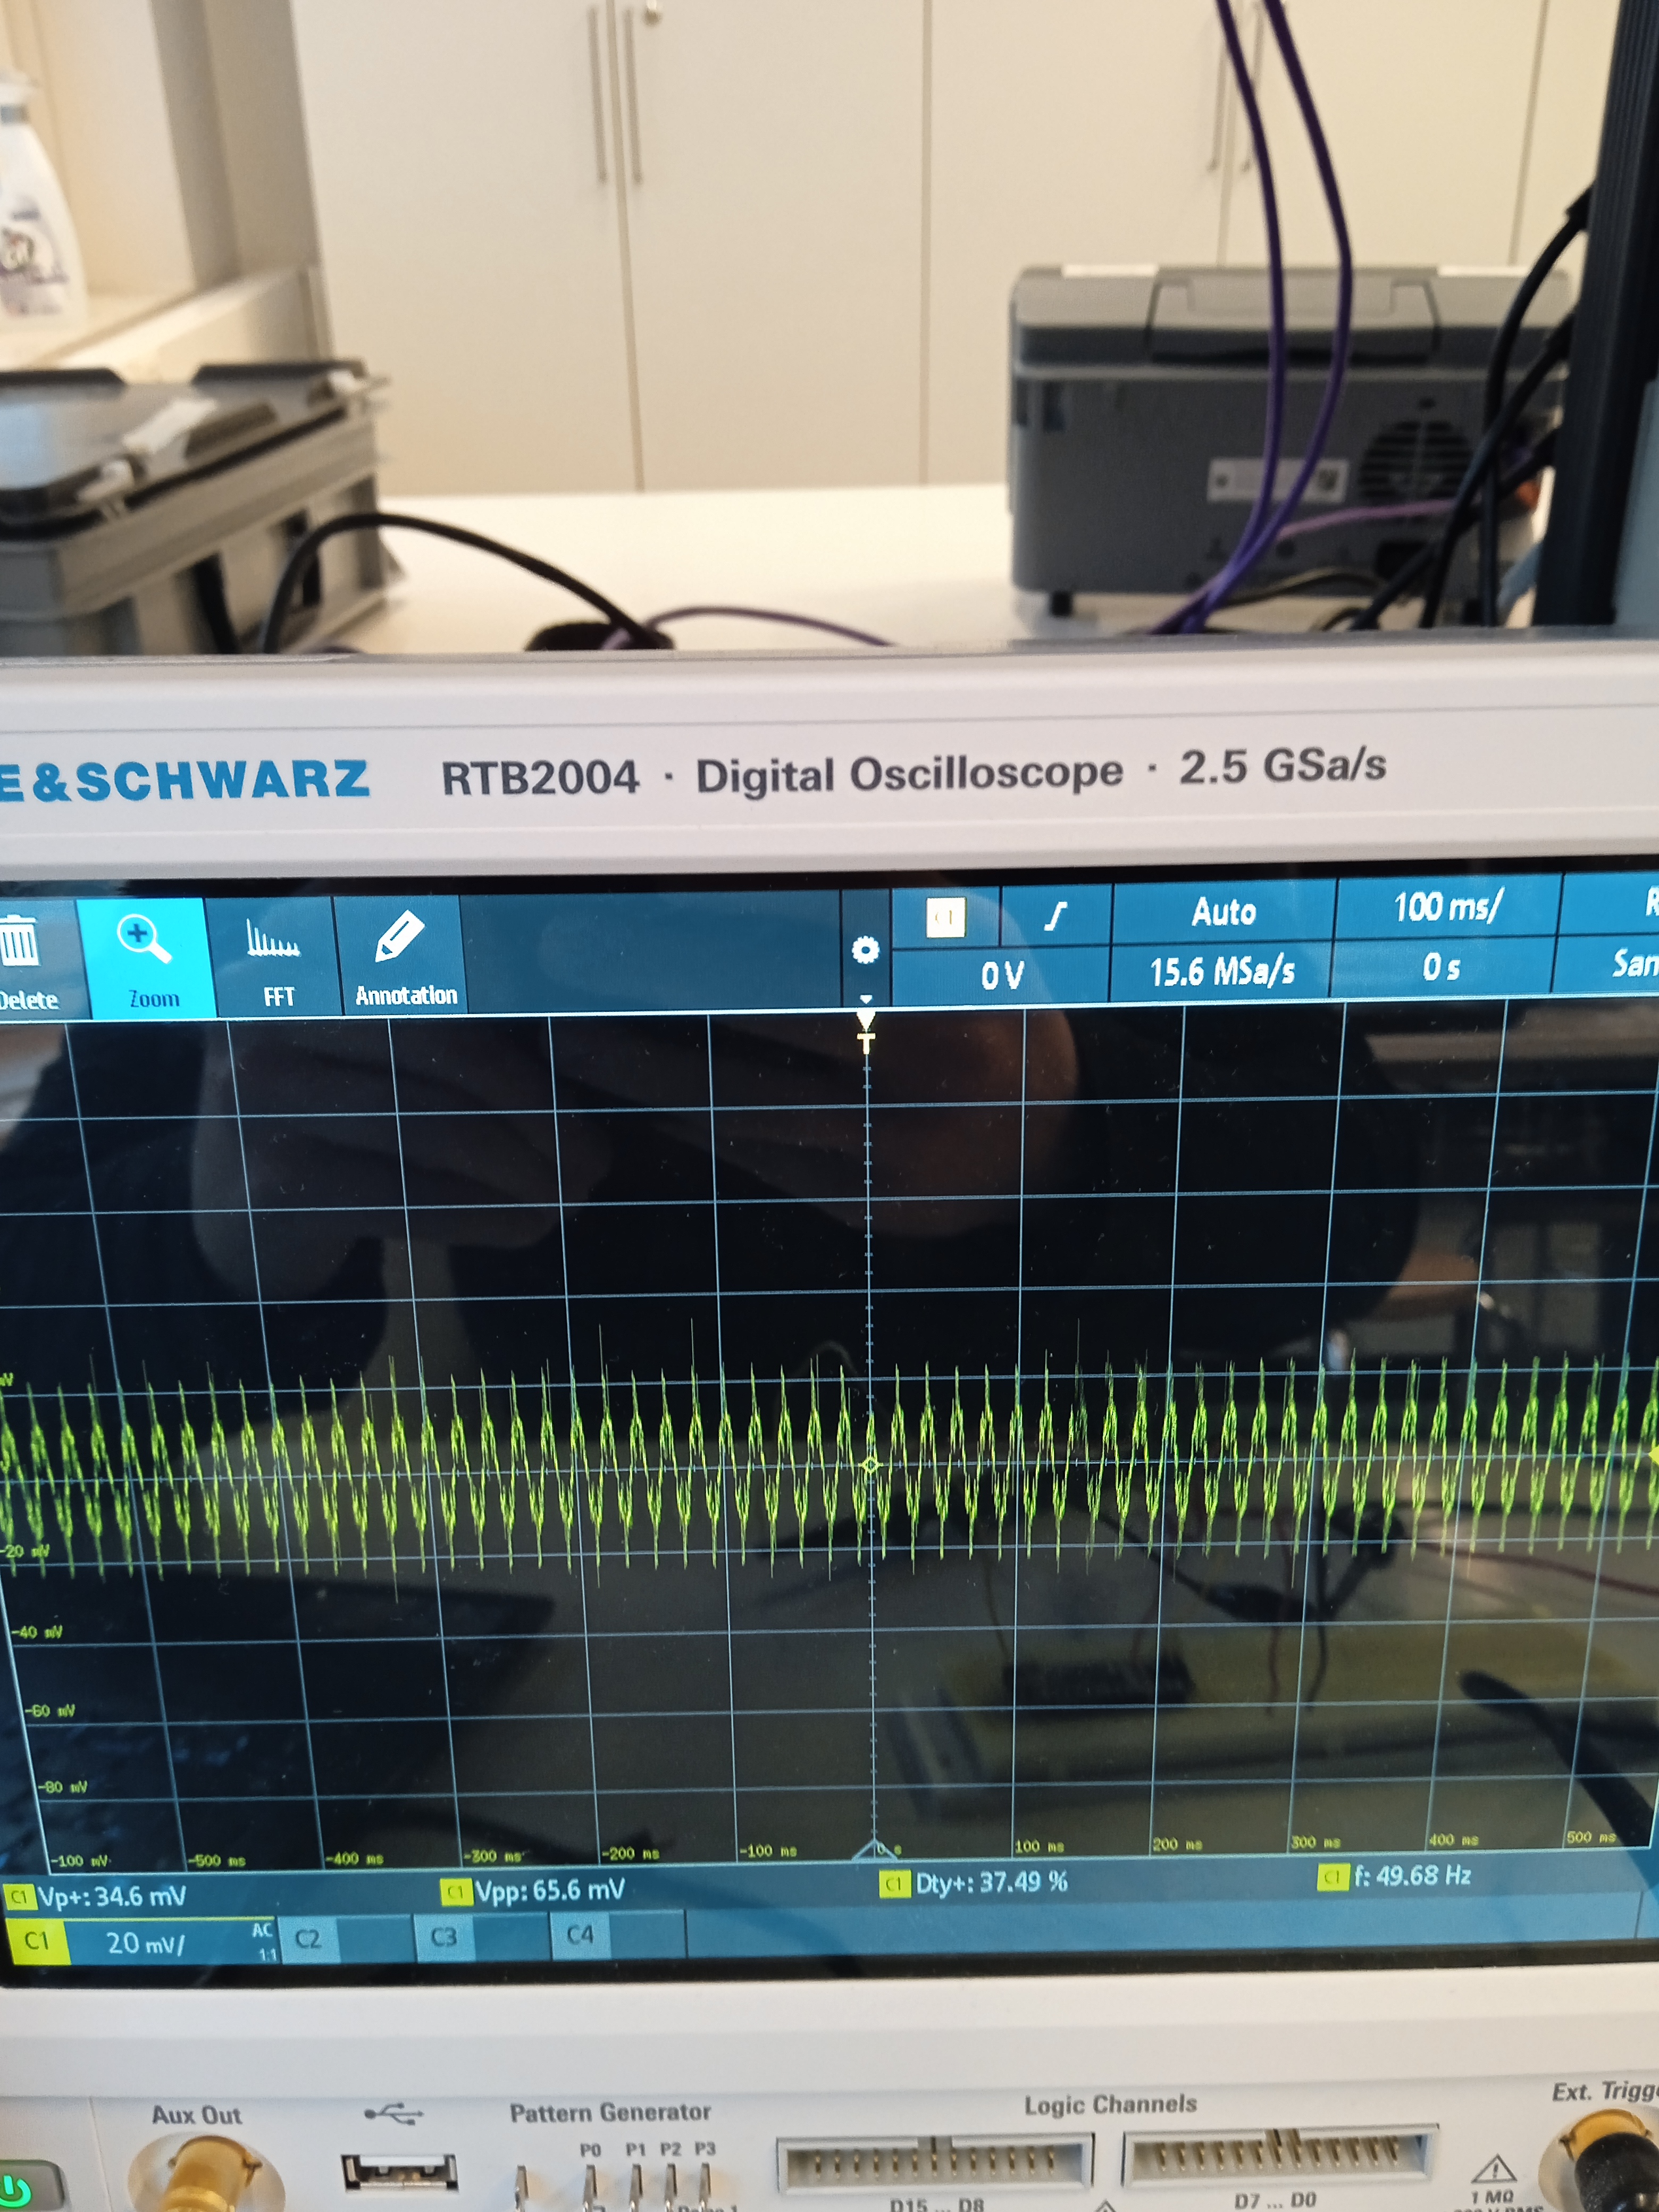 E&SCHWARZ RTB2004 · Digital Oscilloscope · 2.5 GSa/s
Delete Zoom FFT Annotation
C1 Auto 100 ms/
0 V 15.6 MSa/s 0 s
T
-20 mV
-40 mV
-60 mV
-80 mV
-100 mV -500 ms -400 ms -300 ms -200 ms -100 ms 0 s 100 ms 200 ms 300 ms 400 ms 500 ms
C1 Vp+: 34.6 mV C1 Vpp: 65.6 mV C1 Dty+: 37.49 % C1 f: 49.68 Hz
C1 20 mV/ AC 1:1 C2 C3 C4
Aux Out Pattern Generator Logic Channels Ext. Trigge
P0 P1 P2 P3
D15 ... D8 D7 ... D0 1 MΩ